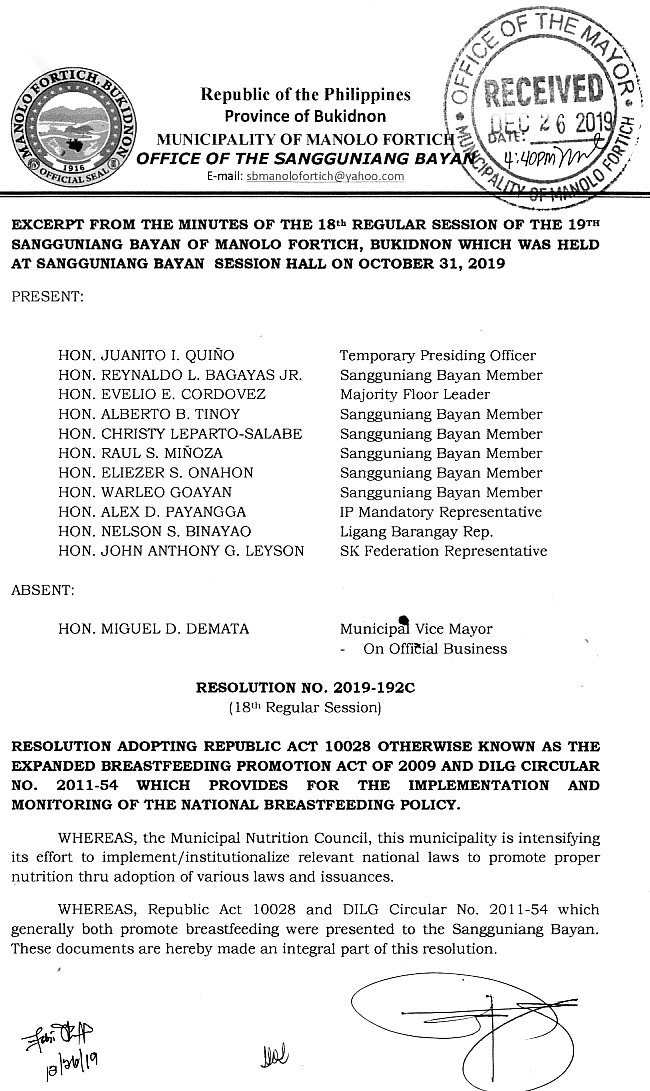 OFFICE OF THE MAYOR
RECEIVED
DEC 26 2019
DATE:
4:40PM
MUNICIPALITY OF MANOLO FORTICH
MANOLO FORTICH, BUKIDNON
1916
OFFICIAL SEAL
Republic of the Philippines
Province of Bukidnon
MUNICIPALITY OF MANOLO FORTICH
OFFICE OF THE SANGGUNIANG BAYAN
E-mail: sbmanolofortich@yahoo.com
EXCERPT FROM THE MINUTES OF THE 18th REGULAR SESSION OF THE 19TH
SANGGUNIANG BAYAN OF MANOLO FORTICH, BUKIDNON WHICH WAS HELD
AT SANGGUNIANG BAYAN SESSION HALL ON OCTOBER 31, 2019
PRESENT:
HON. JUANITO I. QUIÑO Temporary Presiding Officer
HON. REYNALDO L. BAGAYAS JR. Sangguniang Bayan Member
HON. EVELIO E. CORDOVEZ Majority Floor Leader
HON. ALBERTO B. TINOY Sangguniang Bayan Member
HON. CHRISTY LEPARTO-SALABE Sangguniang Bayan Member
HON. RAUL S. MIÑOZA Sangguniang Bayan Member
HON. ELIEZER S. ONAHON Sangguniang Bayan Member
HON. WARLEO GOAYAN Sangguniang Bayan Member
HON. ALEX D. PAYANGGA IP Mandatory Representative
HON. NELSON S. BINAYAO Ligang Barangay Rep.
HON. JOHN ANTHONY G. LEYSON SK Federation Representative
ABSENT:
HON. MIGUEL D. DEMATA Municipal Vice Mayor
- On Official Business
RESOLUTION NO. 2019-192C
(18th Regular Session)
RESOLUTION ADOPTING REPUBLIC ACT 10028 OTHERWISE KNOWN AS THE
EXPANDED BREASTFEEDING PROMOTION ACT OF 2009 AND DILG CIRCULAR
NO. 2011-54 WHICH PROVIDES FOR THE IMPLEMENTATION AND
MONITORING OF THE NATIONAL BREASTFEEDING POLICY.
WHEREAS, the Municipal Nutrition Council, this municipality is intensifying
its effort to implement/institutionalize relevant national laws to promote proper
nutrition thru adoption of various laws and issuances.
WHEREAS, Republic Act 10028 and DILG Circular No. 2011-54 which
generally both promote breastfeeding were presented to the Sangguniang Bayan.
These documents are hereby made an integral part of this resolution.
12/26/19